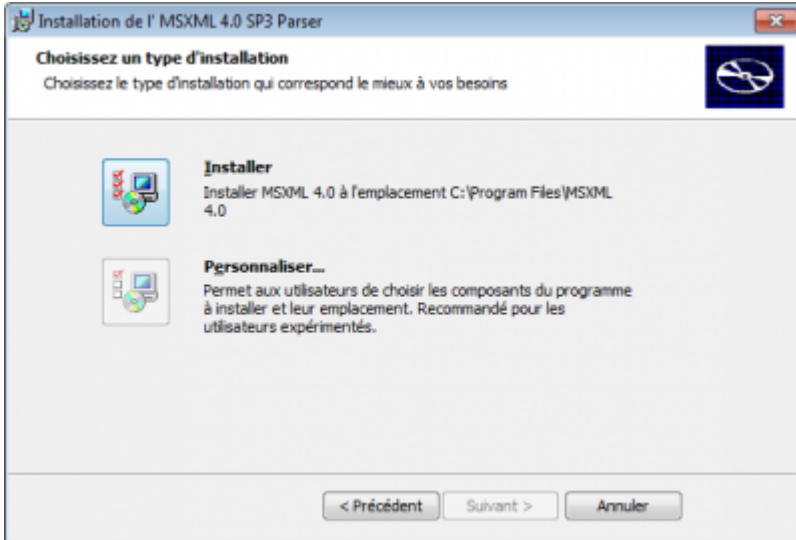 Installation de l' MSXML 4.0 SP3 Parser
Choisissez un type d'installation
Choisissez le type d'installation qui correspond le mieux à vos besoins
Installer
Installer MSXML 4.0 à l'emplacement C:\Program Files\MSXML
4.0
Personnaliser...
Permet aux utilisateurs de choisir les composants du programme
à installer et leur emplacement. Recommandé pour les
utilisateurs expérimentés.
< Précédent
Suivant >
Annuler